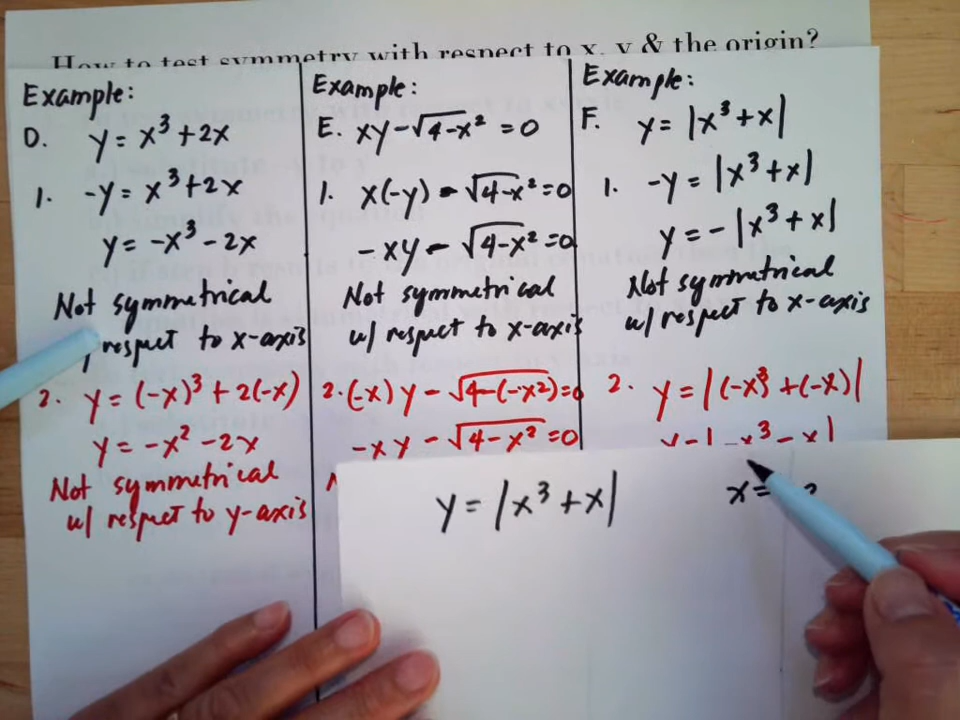 How to test symmetry with respect to x, y & the origin?
Example:
D. y = x³ + 2x
1. -y = x³ + 2x
y = -x³ - 2x
Not symmetrical
respect to x-axis
2. y = (-x)³ + 2(-x)
y = -x² - 2x
Not symmetrical
w/ respect to y-axis
Example:
E. xy - √4-x² = 0
1. x(-y) - √4-x² = 0
-xy - √4-x² = 0
Not symmetrical
w/ respect to x-axis
2. (-x) y - √4-(-x²) = 0
-x y - √4-x² = 0
Example:
F. y = |x³ + x|
1. -y = |x³ + x|
y = -|x³ + x|
Not symmetrical
w/ respect to x-axis
2. y = |(-x³ + (-x)|
y = |-x³ - x|
y = |x³ + x|
x =